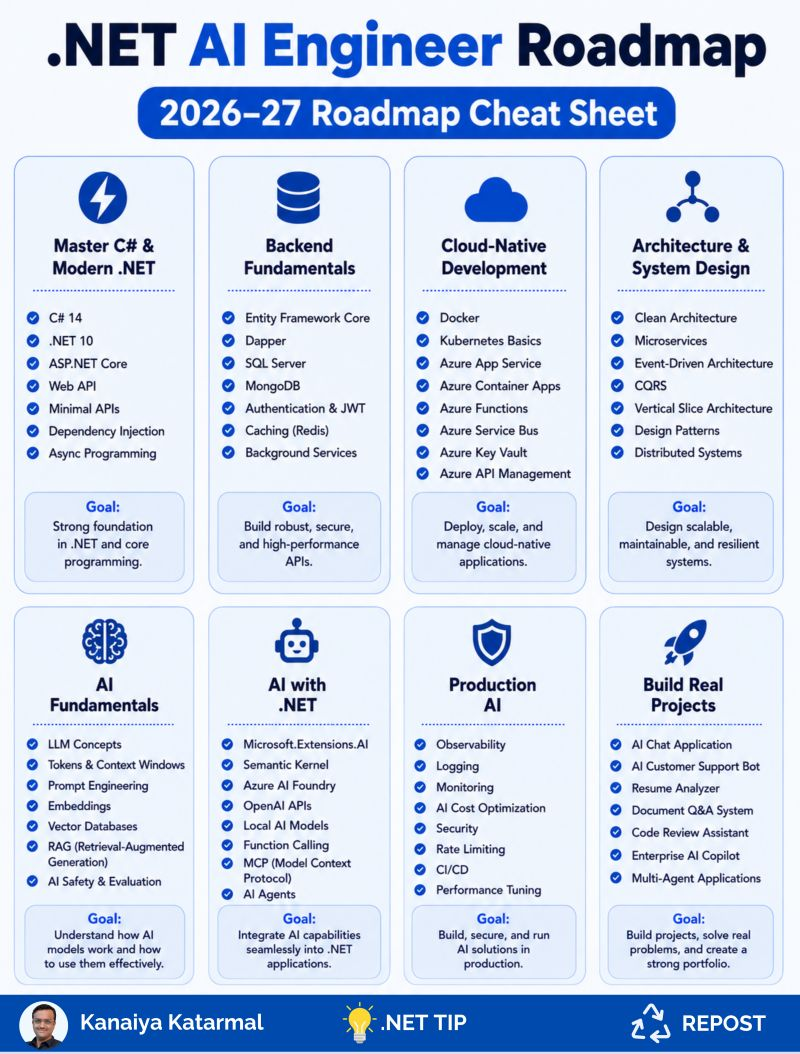 .NET AI Engineer Roadmap
2026–27 Roadmap Cheat Sheet
Master C# &
Modern .NET
C# 14
.NET 10
ASP.NET Core
Web API
Minimal APIs
Dependency Injection
Async Programming
Goal:
Strong foundation
in .NET and core
programming.
Backend
Fundamentals
Entity Framework Core
Dapper
SQL Server
MongoDB
Authentication & JWT
Caching (Redis)
Background Services
Goal:
Build robust, secure,
and high-performance
APIs.
Cloud-Native
Development
Docker
Kubernetes Basics
Azure App Service
Azure Container Apps
Azure Functions
Azure Service Bus
Azure Key Vault
Azure API Management
Goal:
Deploy, scale, and
manage cloud-native
applications.
Architecture &
System Design
Clean Architecture
Microservices
Event-Driven Architecture
CQRS
Vertical Slice Architecture
Design Patterns
Distributed Systems
Goal:
Design scalable,
maintainable, and resilient
systems.
AI
Fundamentals
LLM Concepts
Tokens & Context Windows
Prompt Engineering
Embeddings
Vector Databases
RAG (Retrieval-Augmented
Generation)
AI Safety & Evaluation
Goal:
Understand how AI
models work and how
to use them effectively.
AI with
.NET
Microsoft.Extensions.AI
Semantic Kernel
Azure AI Foundry
OpenAI APIs
Local AI Models
Function Calling
MCP (Model Context
Protocol)
AI Agents
Goal:
Integrate AI capabilities
seamlessly into .NET
applications.
Production
AI
Observability
Logging
Monitoring
AI Cost Optimization
Security
Rate Limiting
CI/CD
Performance Tuning
Goal:
Build, secure, and run
AI solutions in
production.
Build Real
Projects
AI Chat Application
AI Customer Support Bot
Resume Analyzer
Document Q&A System
Code Review Assistant
Enterprise AI Copilot
Multi-Agent Applications
Goal:
Build projects, solve real
problems, and create a
strong portfolio.
Kanaiya Katarmal
.NET TIP
REPOST